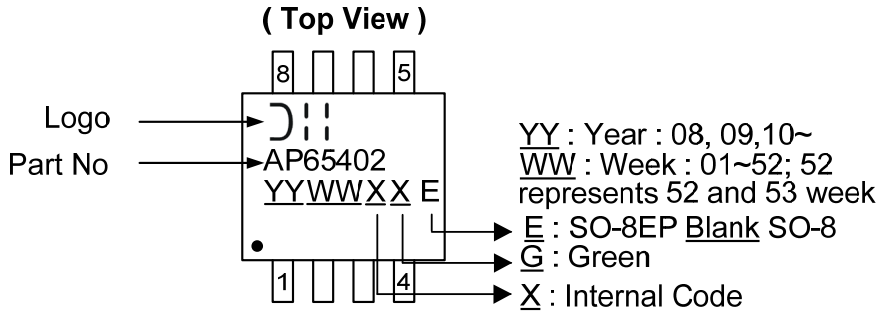 ( Top View )
8 5
Logo
Part No
AP65402
YYWWXX E
1 4
YY : Year : 08, 09,10~
WW : Week : 01~52; 52
represents 52 and 53 week
E : SO-8EP Blank SO-8
G : Green
X : Internal Code